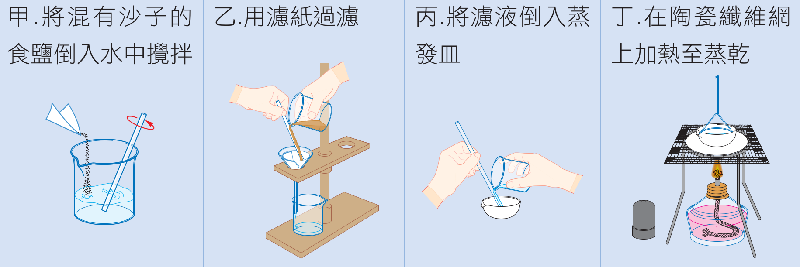 甲.將混有沙子的
食鹽倒入水中攪拌
乙.用濾紙過濾
丙.將濾液倒入蒸
發皿
丁.在陶瓷纖維網
上加熱至蒸乾